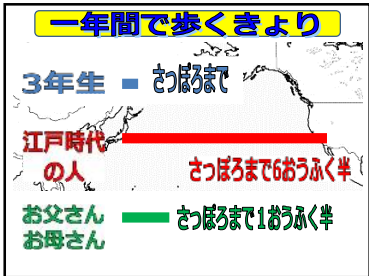 一年間で歩くきょり
3年生
さっぽろまで
江戸時代
の人
さっぽろまで6おうふく半
お父さん
お母さん
さっぽろまで1おうふく半